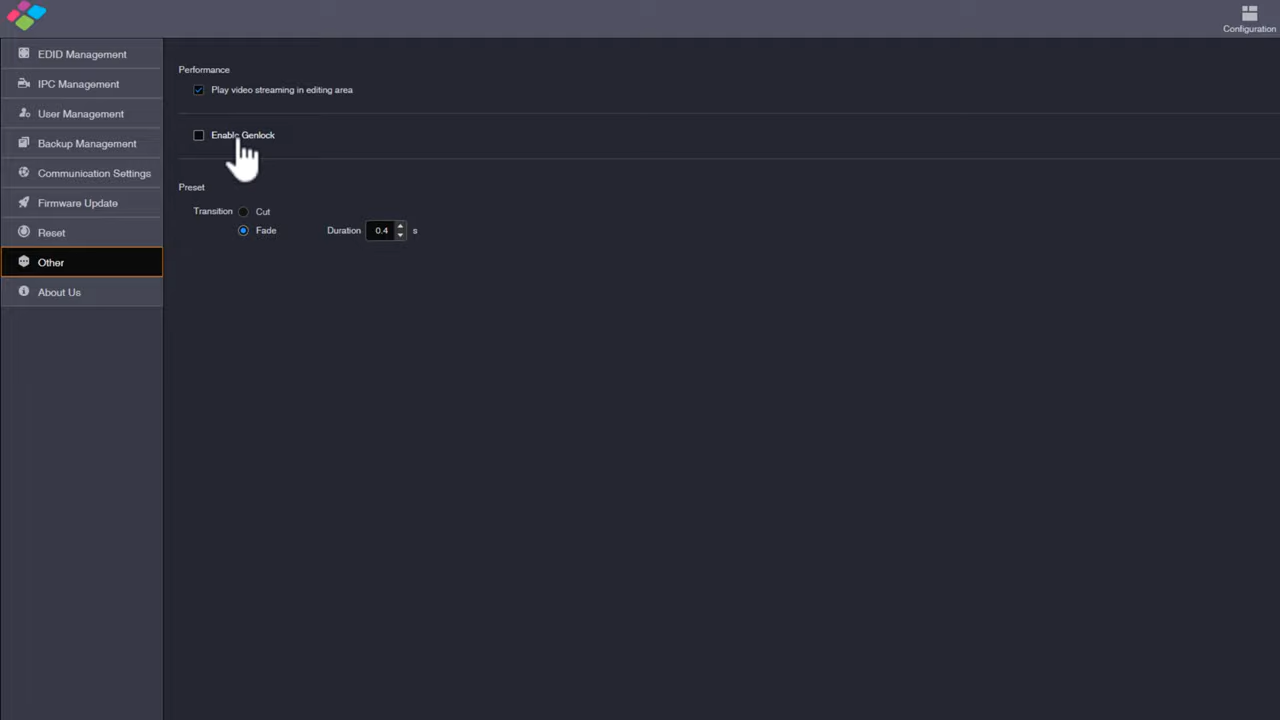 Configuration
EDID Management
IPC Management
User Management
Backup Management
Communication Settings
Firmware Update
Reset
Other
About Us
Performance
Play video streaming in editing area
Enable Genlock
Preset
Transition Cut
Fade Duration 0.4 s